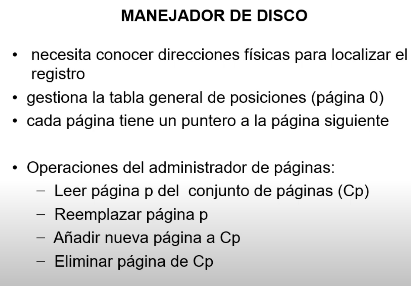 MANEJADOR DE DISCO
• necesita conocer direcciones físicas para localizar el
registro
• gestiona la tabla general de posiciones (página 0)
• cada página tiene un puntero a la página siguiente
• Operaciones del administrador de páginas:
– Leer página p del conjunto de páginas (Cp)
– Reemplazar página p
– Añadir nueva página a Cp
– Eliminar página de Cp